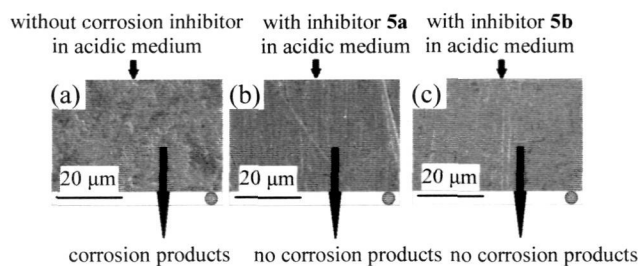 without corrosion inhibitor
in acidic medium
with inhibitor 5a
in acidic medium
with inhibitor 5b
in acidic medium
(a)
(b)
(c)
20 μm
20 μm
20 μm
corrosion products
no corrosion products
no corrosion products